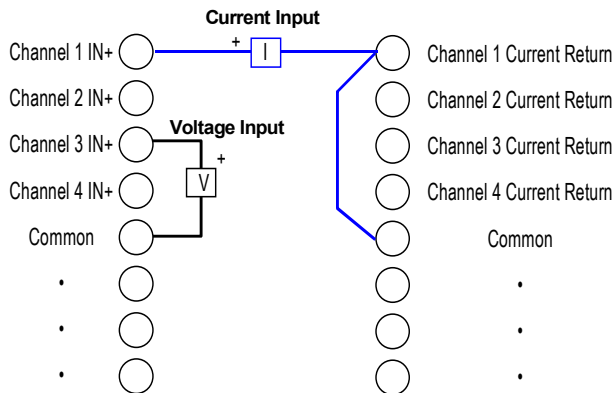 Current Input
Channel 1 IN+
+
I
Channel 1 Current Return
Channel 2 IN+
Channel 2 Current Return
Voltage Input
Channel 3 IN+
+
Channel 3 Current Return
V
Channel 4 IN+
Channel 4 Current Return
Common
Common
•
•
•
•
•
•